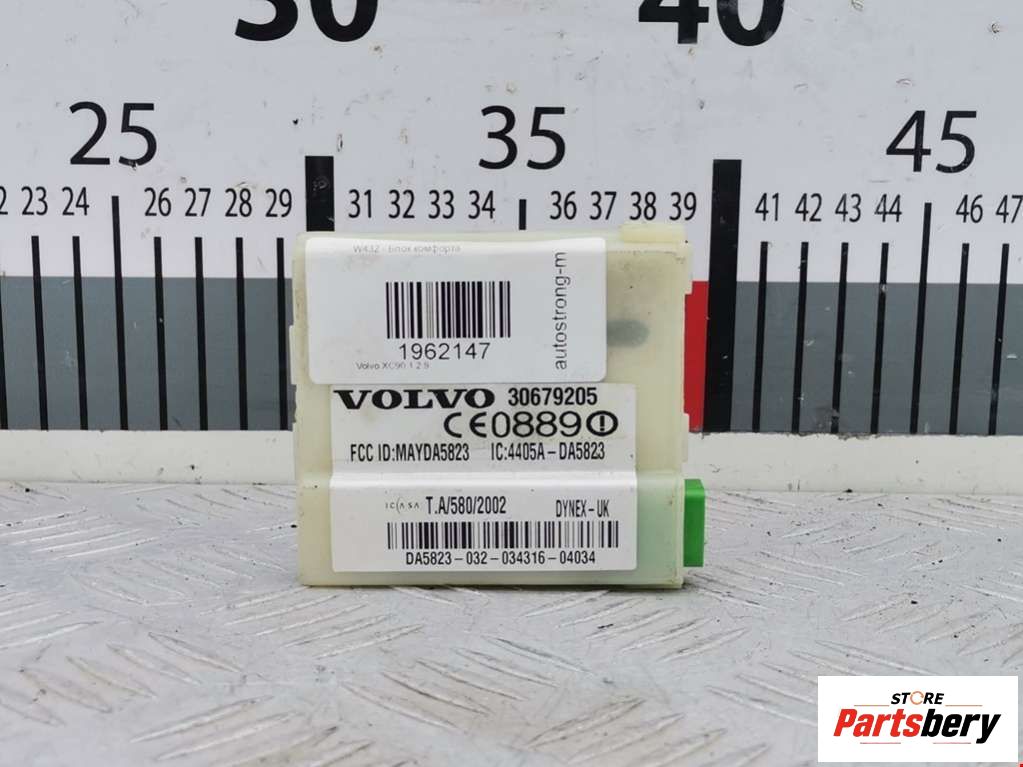 30
40
25
35
45
23 24 26 27 28 29 31 32 33 34 36 37 38 39 41 42 43 44 46 47
W432 - Блок комфорта
1962147
Volvo XC90 1 2.9
autostrong-m
VOLVO 30679205
CE0889
FCC ID:MAYDA5823 IC:4405A-DA5823
ICASA T.A/580/2002 DYNEX-UK
DA5823-032-034316-04034
STORE
Partsbery